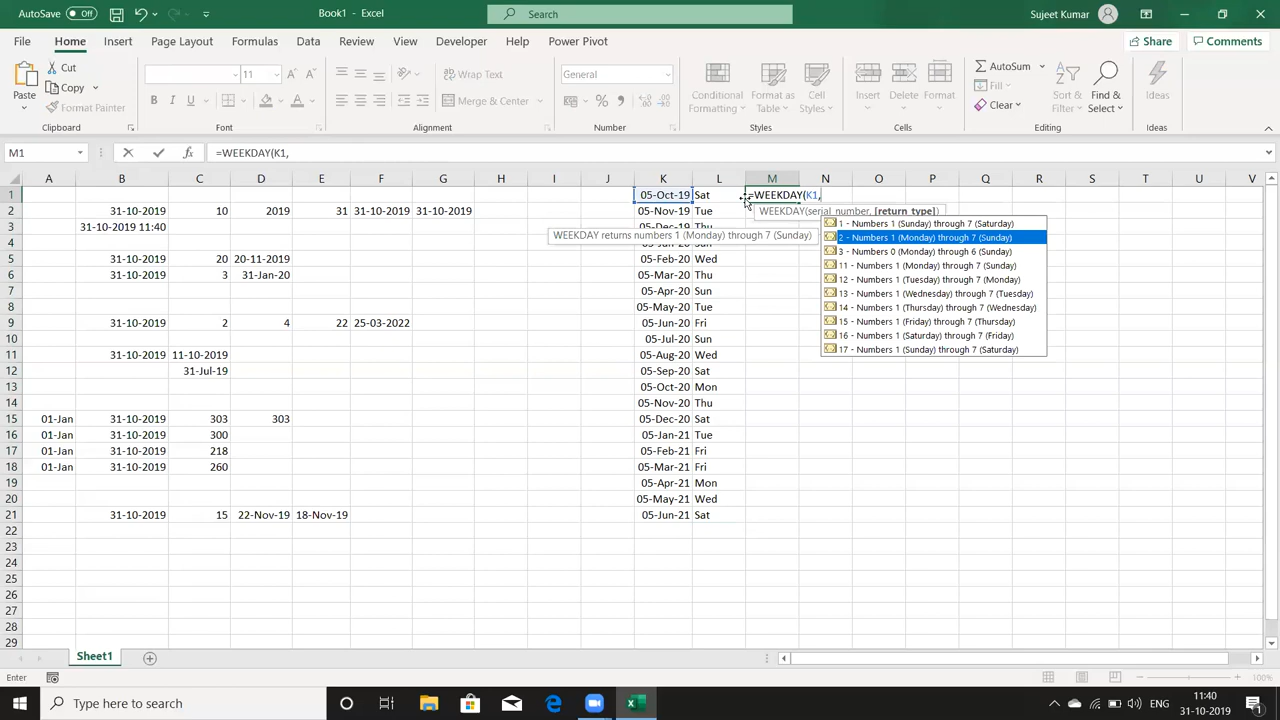 AutoSave Off Book1 - Excel Search Sujeet Kumar
File Home Insert Page Layout Formulas Data Review View Developer Help Power Pivot Share Comments
Paste Cut Copy Format Painter Clipboard
11 A A B I U A Font
ab Wrap Text Merge & Center Alignment
General % , Number
Conditional Formatting Format as Table Cell Styles Styles
Insert Delete Format Cells
AutoSum Fill Clear Sort & Filter Find & Select Editing
Ideas Ideas
M1 fx =WEEKDAY(K1,
A B C D E F G H I J K L M N O P Q R S T U V
1 05-Oct-19 Sat =WEEKDAY(K1,
2 31-10-2019 10 2019 31 31-10-2019 31-10-2019 05-Nov-19 Tue WEEKDAY(serial_number, [return_type])
3 31-10-2019 11:40
WEEKDAY returns numbers 1 (Monday) through 7 (Sunday)
1 - Numbers 1 (Sunday) through 7 (Saturday)
2 - Numbers 1 (Monday) through 7 (Sunday)
3 - Numbers 0 (Monday) through 6 (Sunday)
11 - Numbers 1 (Monday) through 7 (Sunday)
12 - Numbers 1 (Tuesday) through 7 (Monday)
13 - Numbers 1 (Wednesday) through 7 (Tuesday)
14 - Numbers 1 (Thursday) through 7 (Wednesday)
15 - Numbers 1 (Friday) through 7 (Thursday)
16 - Numbers 1 (Saturday) through 7 (Friday)
17 - Numbers 1 (Sunday) through 7 (Saturday)
4
5 31-10-2019 20 20-11-2019 05-Feb-20 Wed
6 31-10-2019 3 31-Jan-20 05-Mar-20 Thu
7 05-Apr-20 Sun
8 05-May-20 Tue
9 31-10-2019 2 4 22 25-03-2022 05-Jun-20 Fri
10 05-Jul-20 Sun
11 31-10-2019 11-10-2019 05-Aug-20 Wed
12 31-Jul-19 05-Sep-20 Sat
13 05-Oct-20 Mon
14 05-Nov-20 Thu
15 01-Jan 31-10-2019 303 303 05-Dec-20 Sat
16 01-Jan 31-10-2019 300 05-Jan-21 Tue
17 01-Jan 31-10-2019 218 05-Feb-21 Fri
18 01-Jan 31-10-2019 260 05-Mar-21 Fri
19 05-Apr-21 Mon
20 05-May-21 Wed
21 31-10-2019 15 22-Nov-19 18-Nov-19 05-Jun-21 Sat
22
23
24
25
26
27
28
29
Sheet1
Enter 100%
Type here to search ENG 11:40
31-10-2019